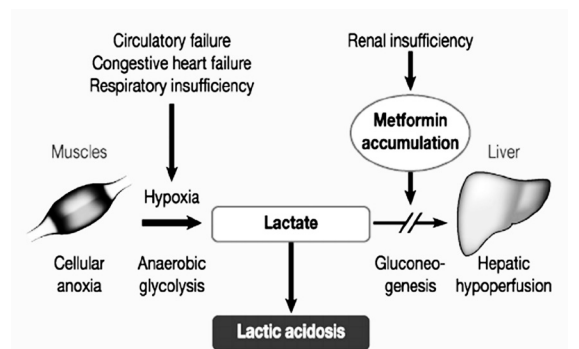 Circulatory failure
Congestive heart failure
Respiratory insufficiency
Renal insufficiency
Metformin
accumulation
Muscles
Liver
Hypoxia
Lactate
Cellular
anoxia
Anaerobic
glycolysis
Gluconeo-
genesis
Hepatic
hypoperfusion
Lactic acidosis